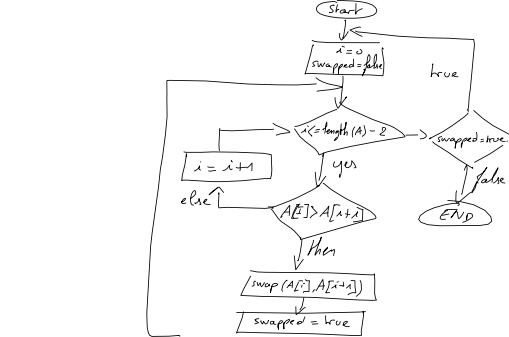 Start
i=0
swapped=false
true
i<=length(A)-2
swapped=true
i=i+1
yes
false
else
A[i]>A[i+i]
END
then
swap(A[i],A[i+1])
swapped=true